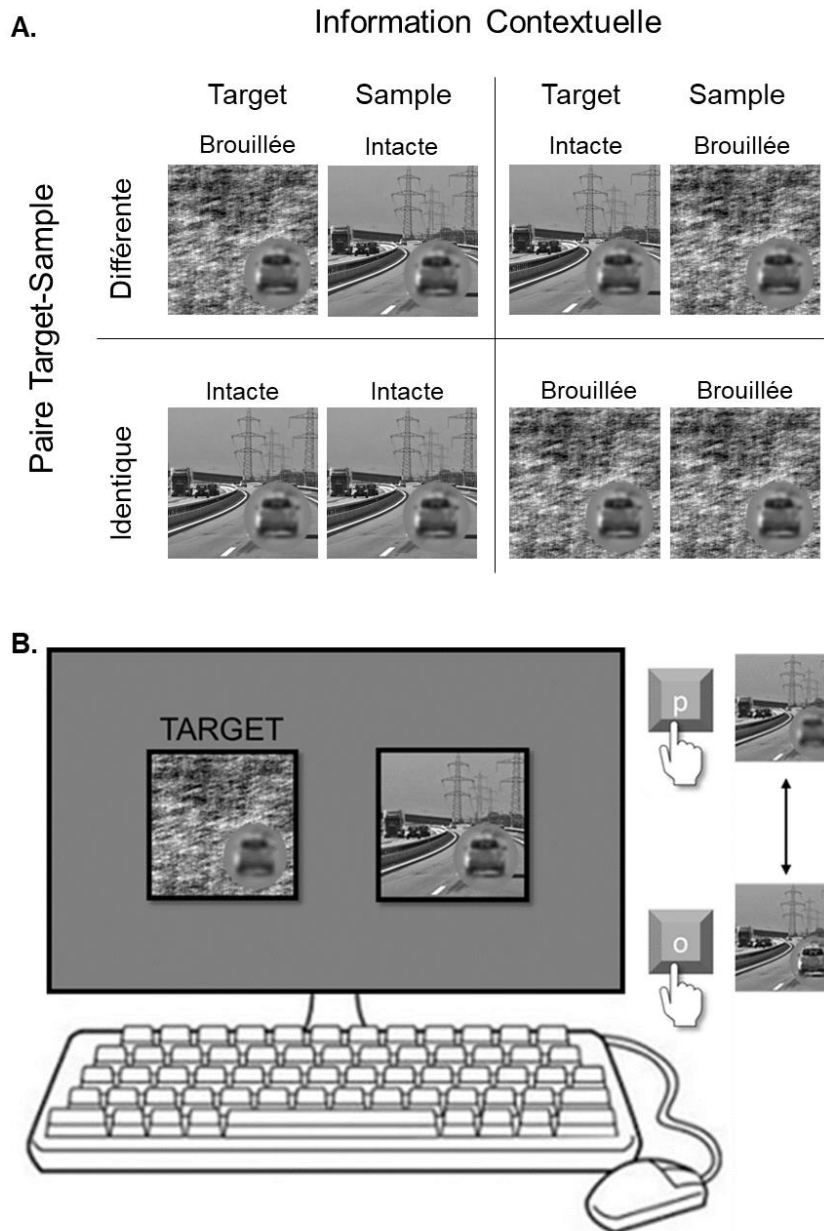 A.
Information Contextuelle
Target Sample Target Sample
Brouillée Intacte Intacte Brouillée
Paire Target-Sample
Différente
Intacte Intacte Brouillée Brouillée
Identique
B.
TARGET
p
o